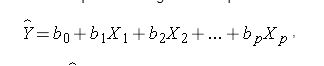 Ŷ = b₀ + b₁X₁ + b₂X₂ + ... + bₚXₚ ,